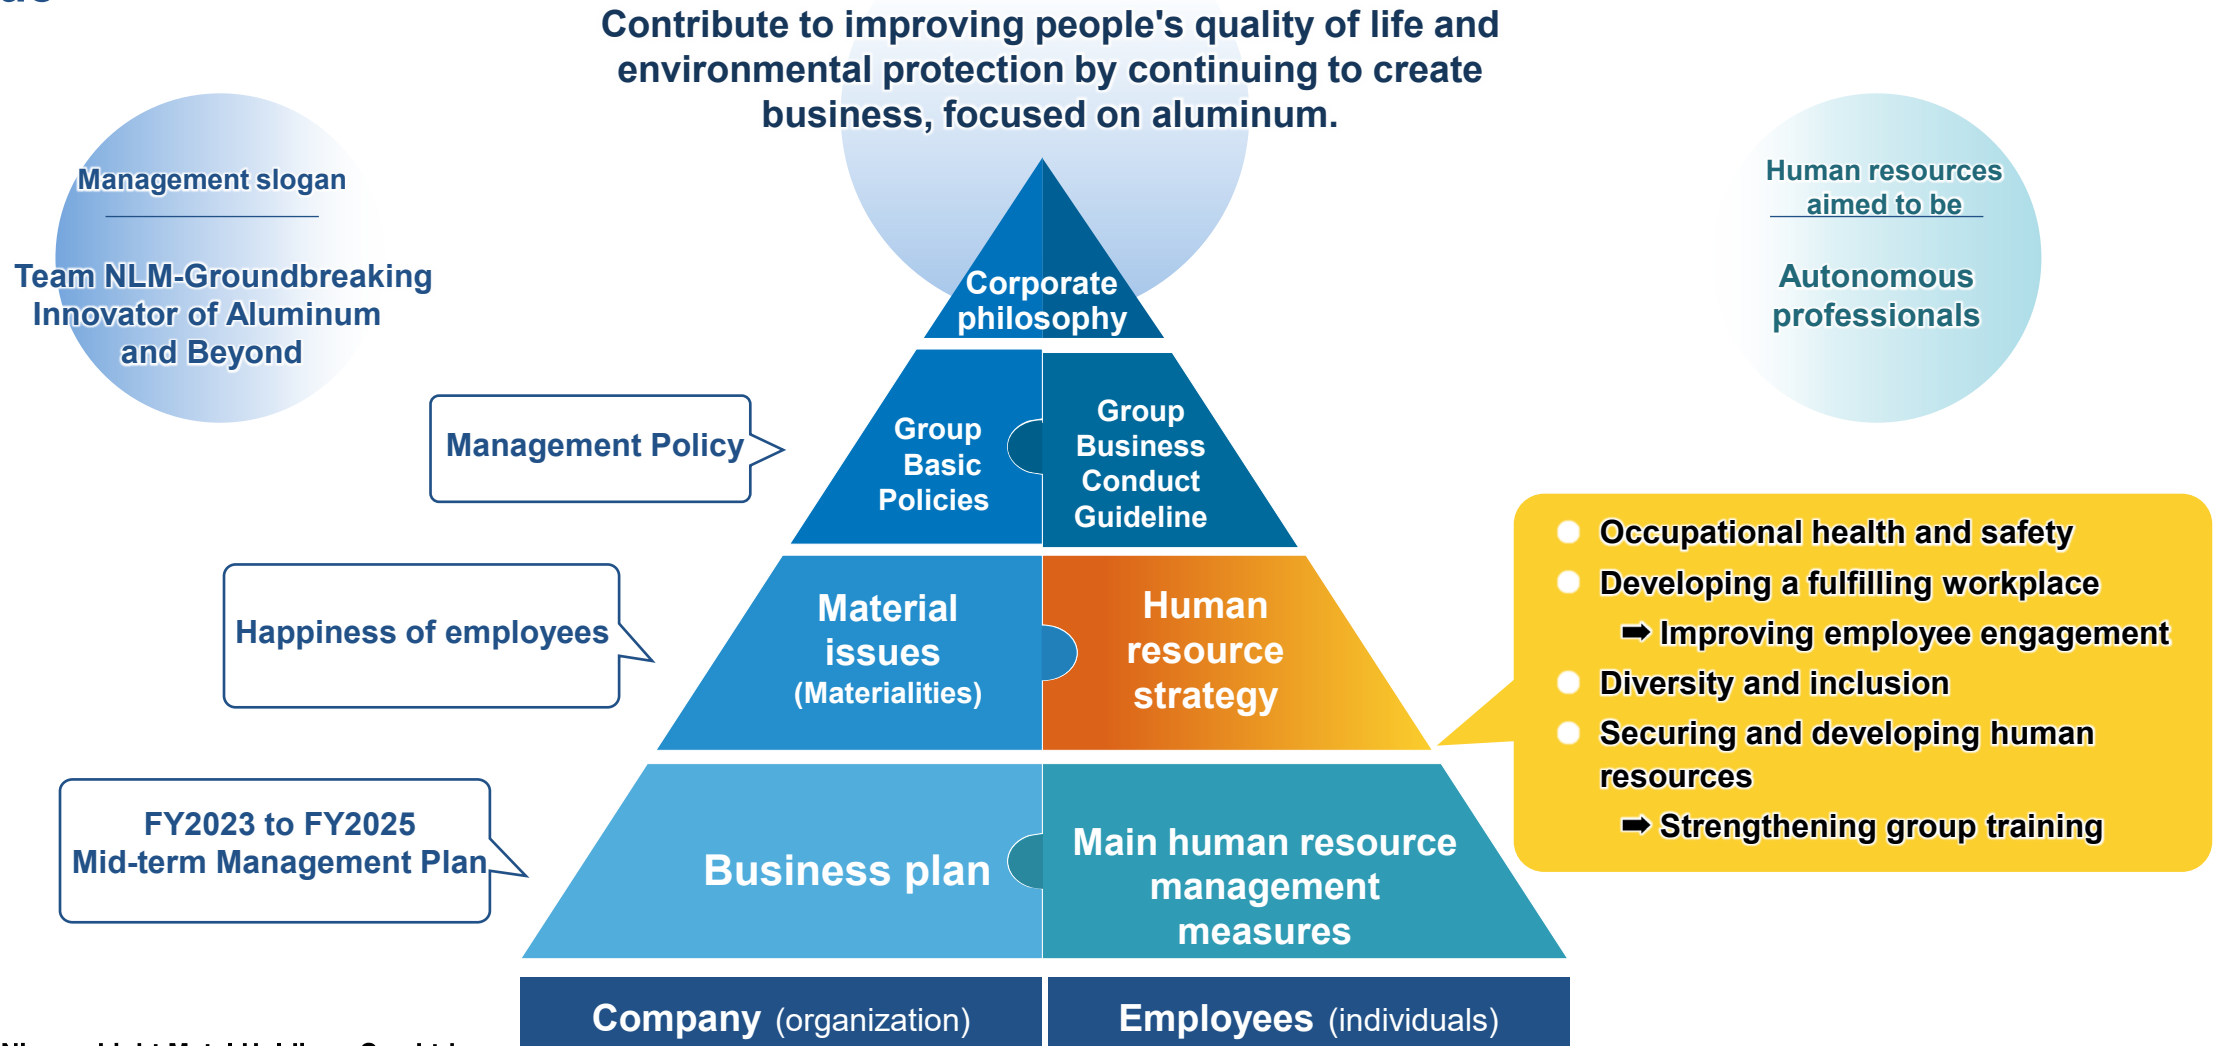 Contribute to improving people's quality of life and
environmental protection by continuing to create
business, focused on aluminum.
Management slogan
Team NLM-Groundbreaking
Innovator of Aluminum
and Beyond
Human resources
aimed to be
Autonomous
professionals
Corporate
philosophy
Management Policy
Group
Basic
Policies
Group
Business
Conduct
Guideline
Happiness of employees
Material
issues
(Materialities)
Human
resource
strategy
Occupational health and safety
Developing a fulfilling workplace
➡ Improving employee engagement
Diversity and inclusion
Securing and developing human
resources
➡ Strengthening group training
FY2023 to FY2025
Mid-term Management Plan
Business plan
Main human resource
management
measures
Company (organization)
Employees (individuals)